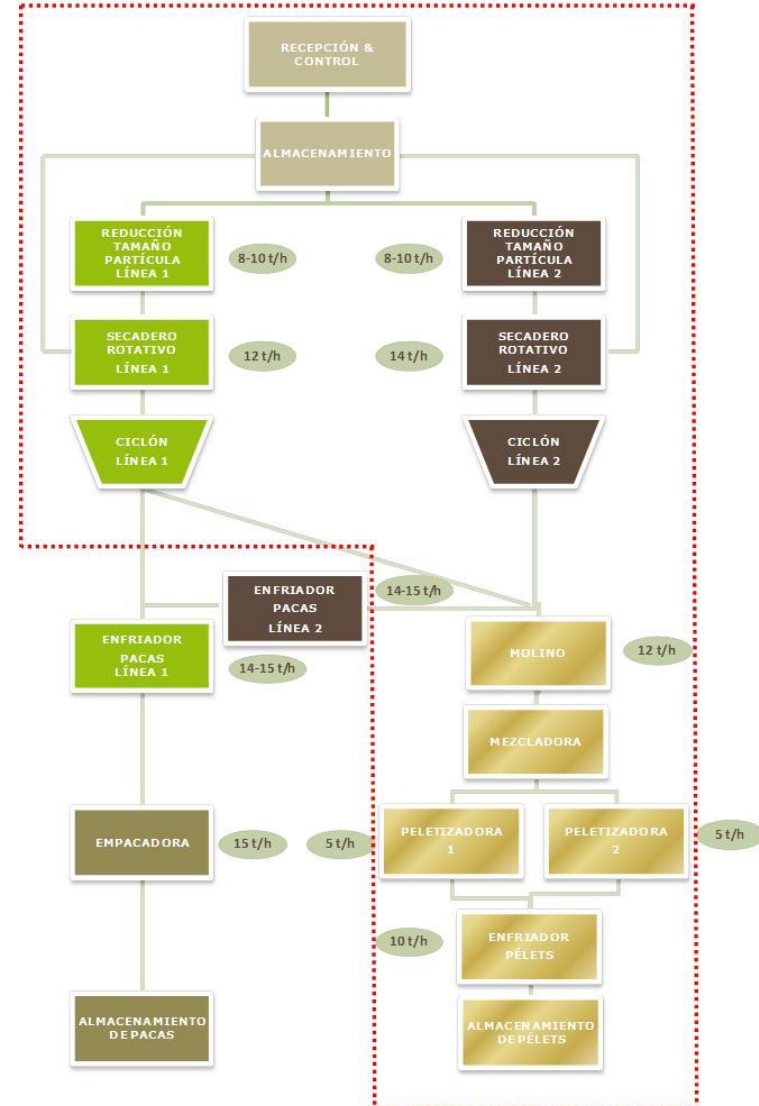 RECEPCIÓN &
CONTROL
ALMACENAMIENTO
REDUCCIÓN
TAMAÑO
PARTÍCULA
LÍNEA 1
8-10 t/h
8-10 t/h
REDUCCIÓN
TAMAÑO
PARTÍCULA
LÍNEA 2
SECADERO
ROTATIVO
LÍNEA 1
12 t/h
14 t/h
SECADERO
ROTATIVO
LÍNEA 2
CICLÓN
LÍNEA 1
CICLÓN
LÍNEA 2
ENFRIADOR
PACAS
LÍNEA 2
14-15 t/h
ENFRIADOR
PACAS
LÍNEA 1
14-15 t/h
MOLINO
12 t/h
MEZCLADORA
EMPACADORA
15 t/h
5 t/h
PELETIZADORA
1
PELETIZADORA
2
5 t/h
10 t/h
ENFRIADOR
PÉLETS
ALMACENAMIENTO
DE PACAS
ALMACENAMIENTO
DE PÉLETS